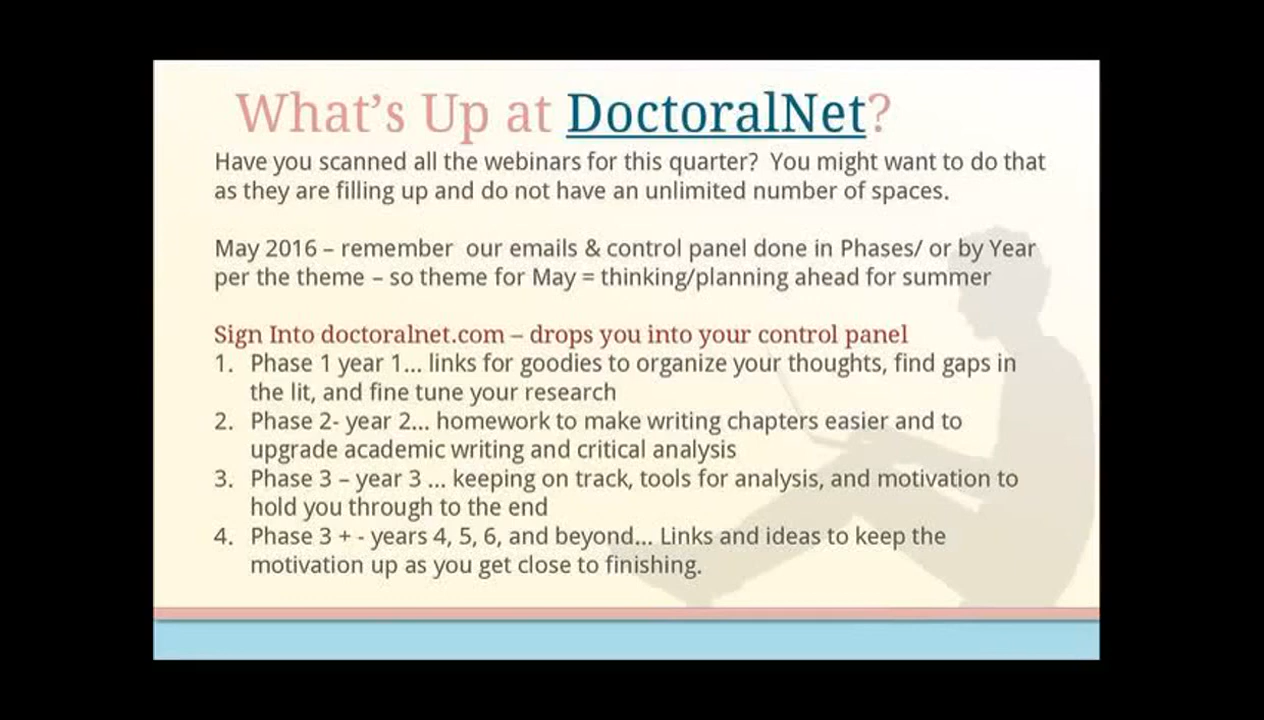 What's Up at DoctoralNet?
Have you scanned all the webinars for this quarter?  You might want to do that
as they are filling up and do not have an unlimited number of spaces.
May 2016 – remember  our emails & control panel done in Phases/ or by Year
per the theme – so theme for May = thinking/planning ahead for summer
Sign Into doctoralnet.com – drops you into your control panel
1. Phase 1 year 1... links for goodies to organize your thoughts, find gaps in
the lit, and fine tune your research
2. Phase 2- year 2... homework to make writing chapters easier and to
upgrade academic writing and critical analysis
3. Phase 3 – year 3 ... keeping on track, tools for analysis, and motivation to
hold you through to the end
4. Phase 3 + - years 4, 5, 6, and beyond... Links and ideas to keep the
motivation up as you get close to finishing.